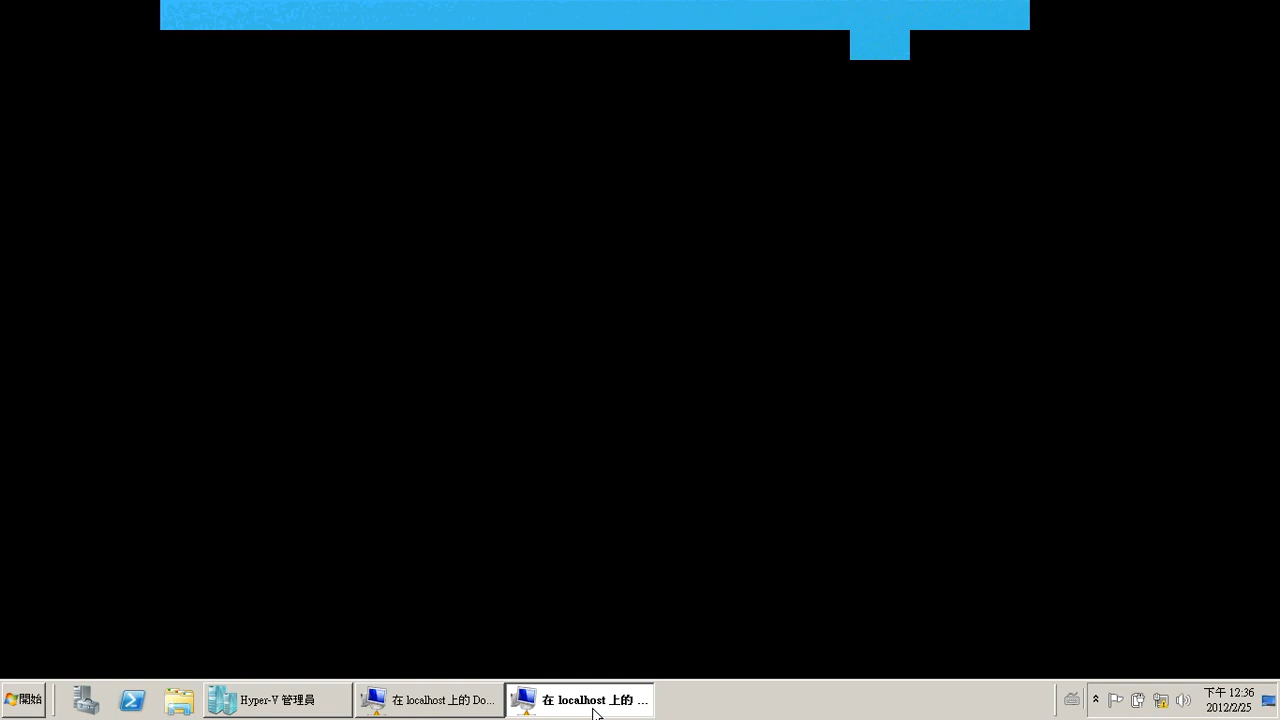 開始
Hyper-V 管理員
在 localhost 上的 Do...
在 localhost 上的 ...
下午 12:36
2012/2/25